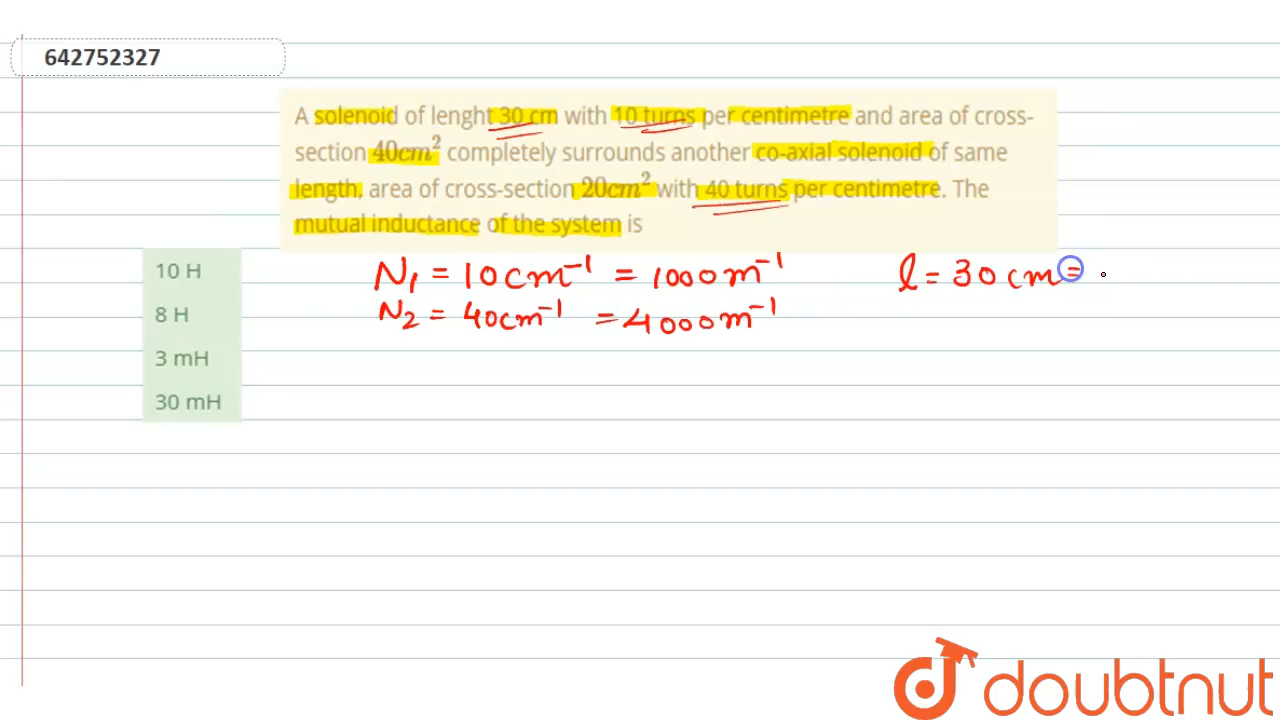 642752327
A solenoid of lenght 30 cm with 10 turns per centimetre and area of cross-
section 40cm² completely surrounds another co-axial solenoid of same
length, area of cross-section 20cm² with 40 turns per centimetre. The
mutual inductance of the system is
10 H
8 H
3 mH
30 mH
N₁ = 10cm⁻¹ = 1000m⁻¹
N₂ = 40cm⁻¹ = 4000m⁻¹
l = 30 cm = .
doubtnut